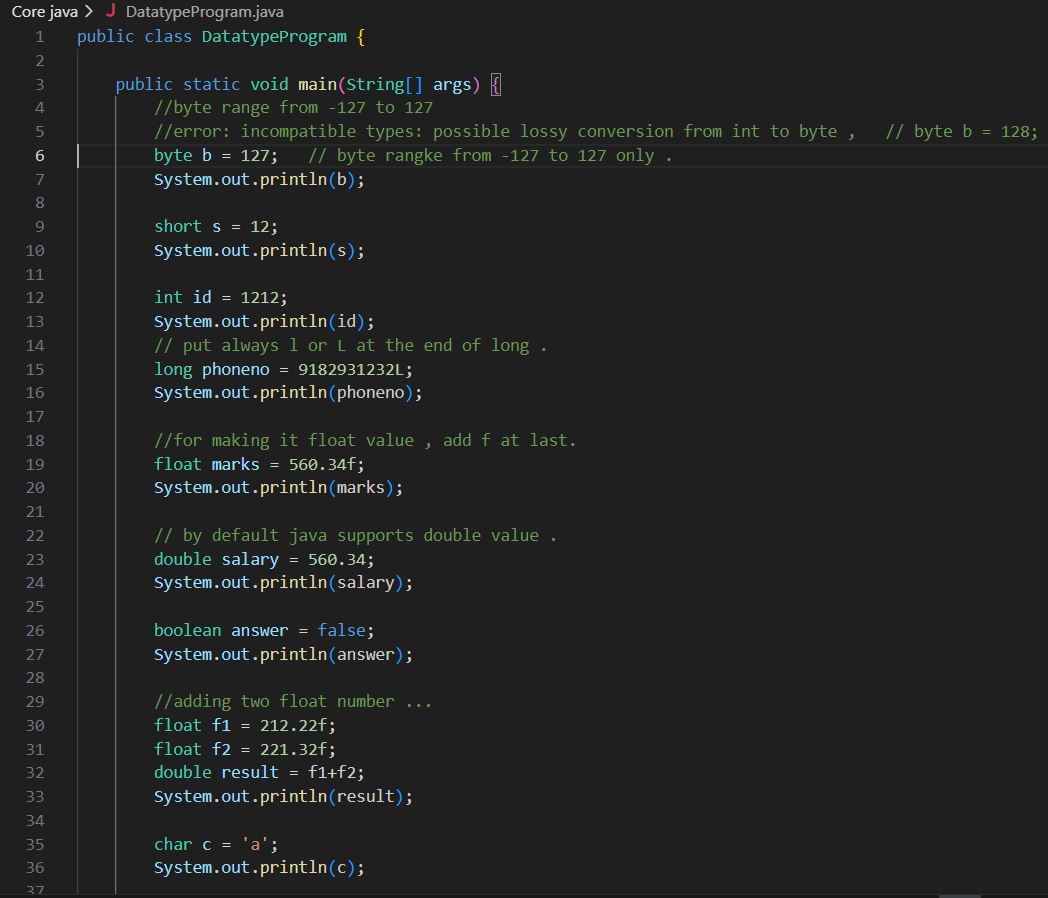 Core java > DatatypeProgram.java
1 public class DatatypeProgram {
2
3 public static void main(String[] args) {
4 //byte range from -127 to 127
5 //error: incompatible types: possible lossy conversion from int to byte , // byte b = 128;
6 byte b = 127; // byte rangke from -127 to 127 only .
7 System.out.println(b);
8
9 short s = 12;
10 System.out.println(s);
11
12 int id = 1212;
13 System.out.println(id);
14 // put always l or L at the end of long .
15 long phoneno = 9182931232L;
16 System.out.println(phoneno);
17
18 //for making it float value , add f at last.
19 float marks = 560.34f;
20 System.out.println(marks);
21
22 // by default java supports double value .
23 double salary = 560.34;
24 System.out.println(salary);
25
26 boolean answer = false;
27 System.out.println(answer);
28
29 //adding two float number ...
30 float f1 = 212.22f;
31 float f2 = 221.32f;
32 double result = f1+f2;
33 System.out.println(result);
34
35 char c = 'a';
36 System.out.println(c);
37